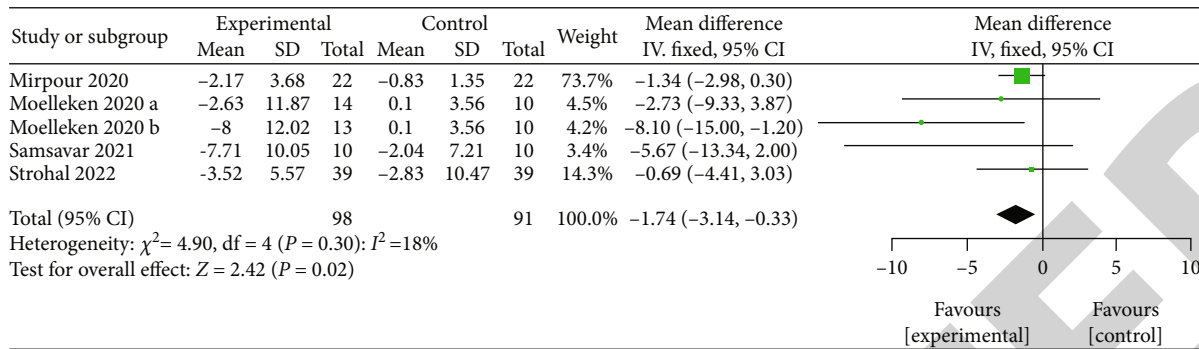 Study or subgroup Experimental Control Weight Mean difference Mean difference
Mean SD Total Mean SD Total IV. fixed, 95% CI IV, fixed, 95% CI
Mirpour 2020 −2.17 3.68 22 −0.83 1.35 22 73.7% −1.34 (−2.98, 0.30)
Moelleken 2020 a −2.63 11.87 14 0.1 3.56 10 4.5% −2.73 (−9.33, 3.87)
Moelleken 2020 b −8 12.02 13 0.1 3.56 10 4.2% −8.10 (−15.00, −1.20)
Samsavar 2021 -7.71 10.05 10 −2.04 7.21 10 3.4% −5.67 (−13.34, 2.00)
Strohal 2022 -3.52 5.57 39 −2.83 10.47 39 14.3% −0.69 (−4.41, 3.03)
Total (95% CI) 98 91 100.0% −1.74 (−3.14, −0.33)
Heterogeneity: χ²= 4.90, df = 4 (P = 0.30): I² =18%
Test for overall effect: Z = 2.42 (P = 0.02)
−10 −5 0 5 10
Favours Favours
[experimental] [control]